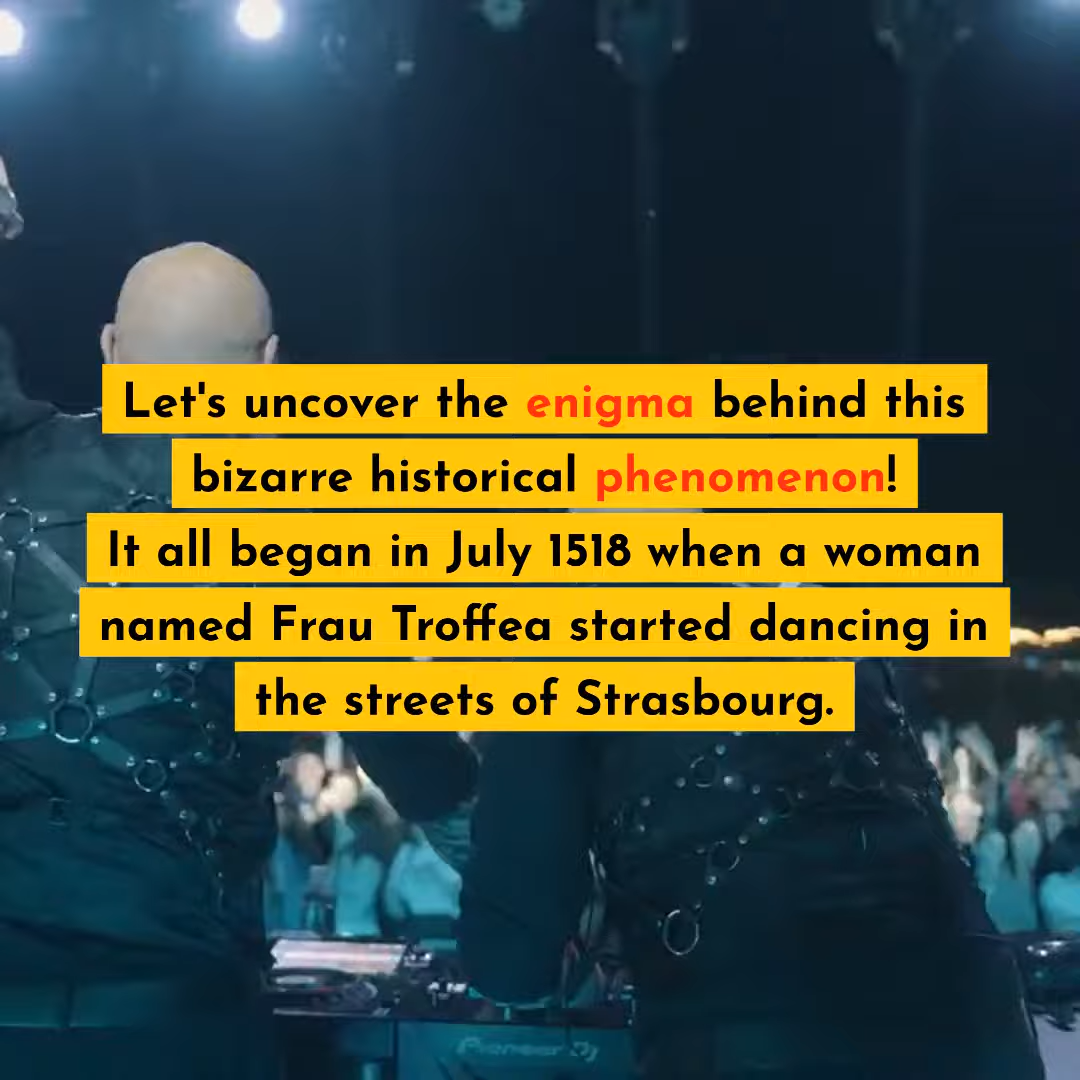 Let's uncover the enigma behind this
bizarre historical phenomenon!
It all began in July 1518 when a woman
named Frau Troffea started dancing in
the streets of Strasbourg.
Pioneer Dj